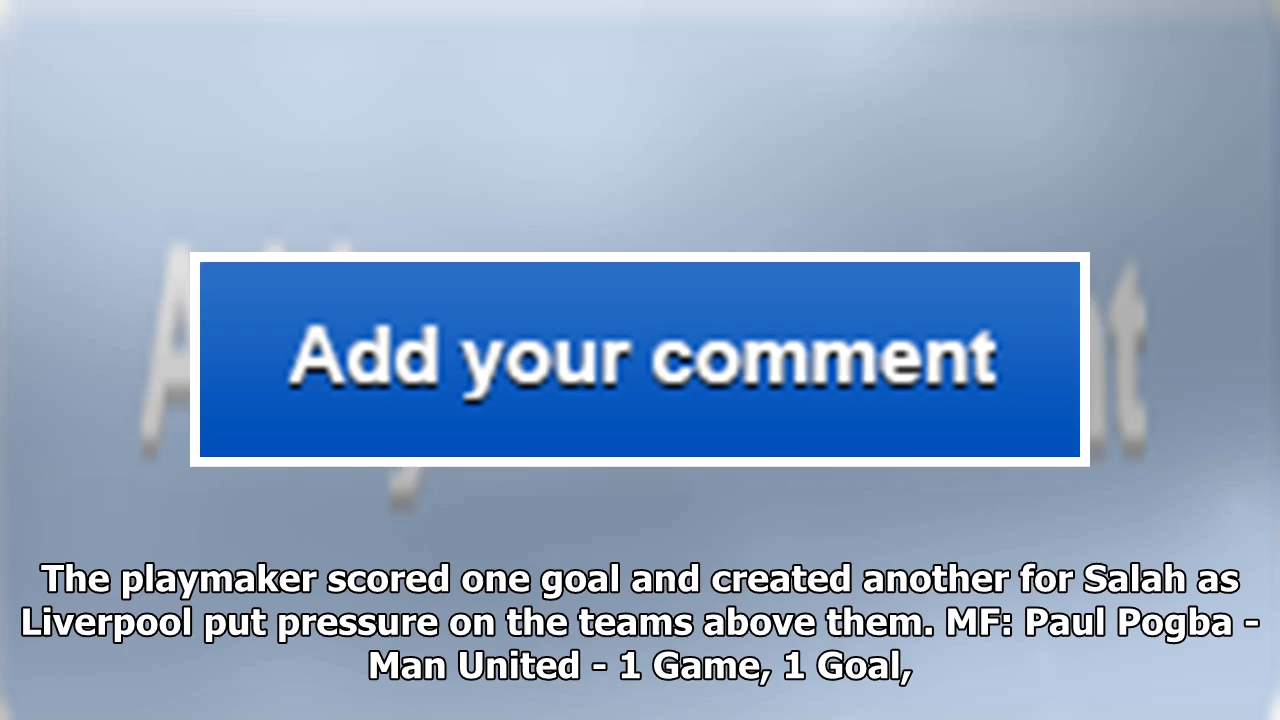 Add your comment
The playmaker scored one goal and created another for Salah as
Liverpool put pressure on the teams above them. MF: Paul Pogba -
Man United - 1 Game, 1 Goal,